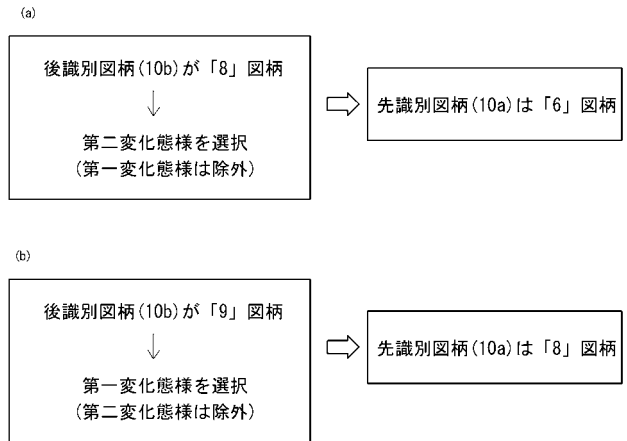 (a)
後識別図柄(10b)が「8」図柄
↓
第二変化態様を選択
(第一変化態様は除外)
先識別図柄(10a)は「6」図柄
(b)
後識別図柄(10b)が「9」図柄
↓
第一変化態様を選択
(第二変化態様は除外)
先識別図柄(10a)は「8」図柄